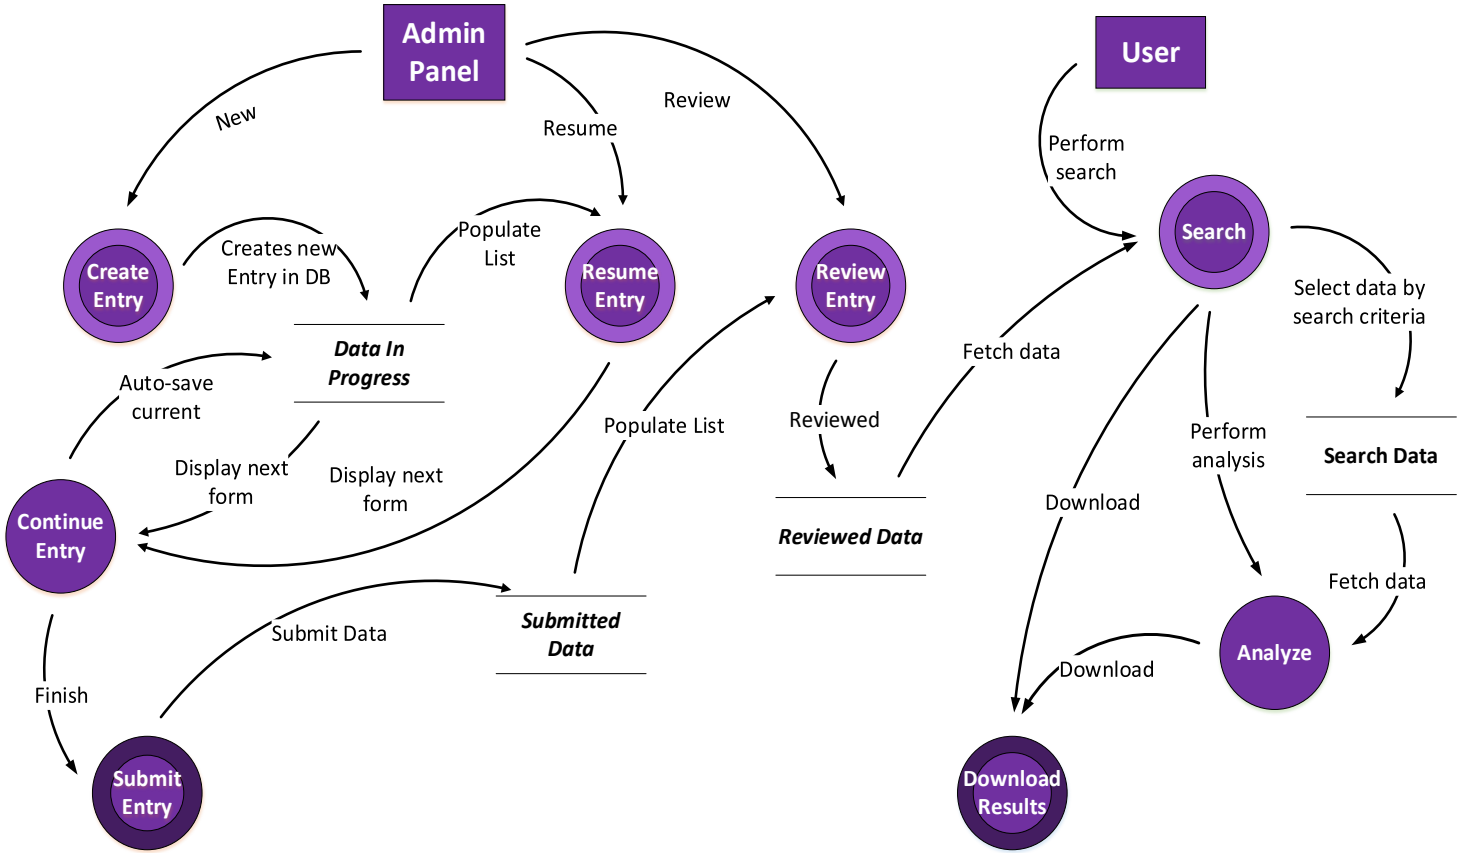 Admin
Panel
User
New
Resume
Review
Perform
search
Create
Entry
Creates new
Entry in DB
Populate
List
Resume
Entry
Review
Entry
Search
Select data by
search criteria
Data In
Progress
Auto-save
current
Fetch data
Populate List
Reviewed
Perform
analysis
Search Data
Display next
form
Display next
form
Continue
Entry
Download
Reviewed Data
Fetch data
Submitted
Data
Submit Data
Analyze
Download
Finish
Submit
Entry
Download
Results